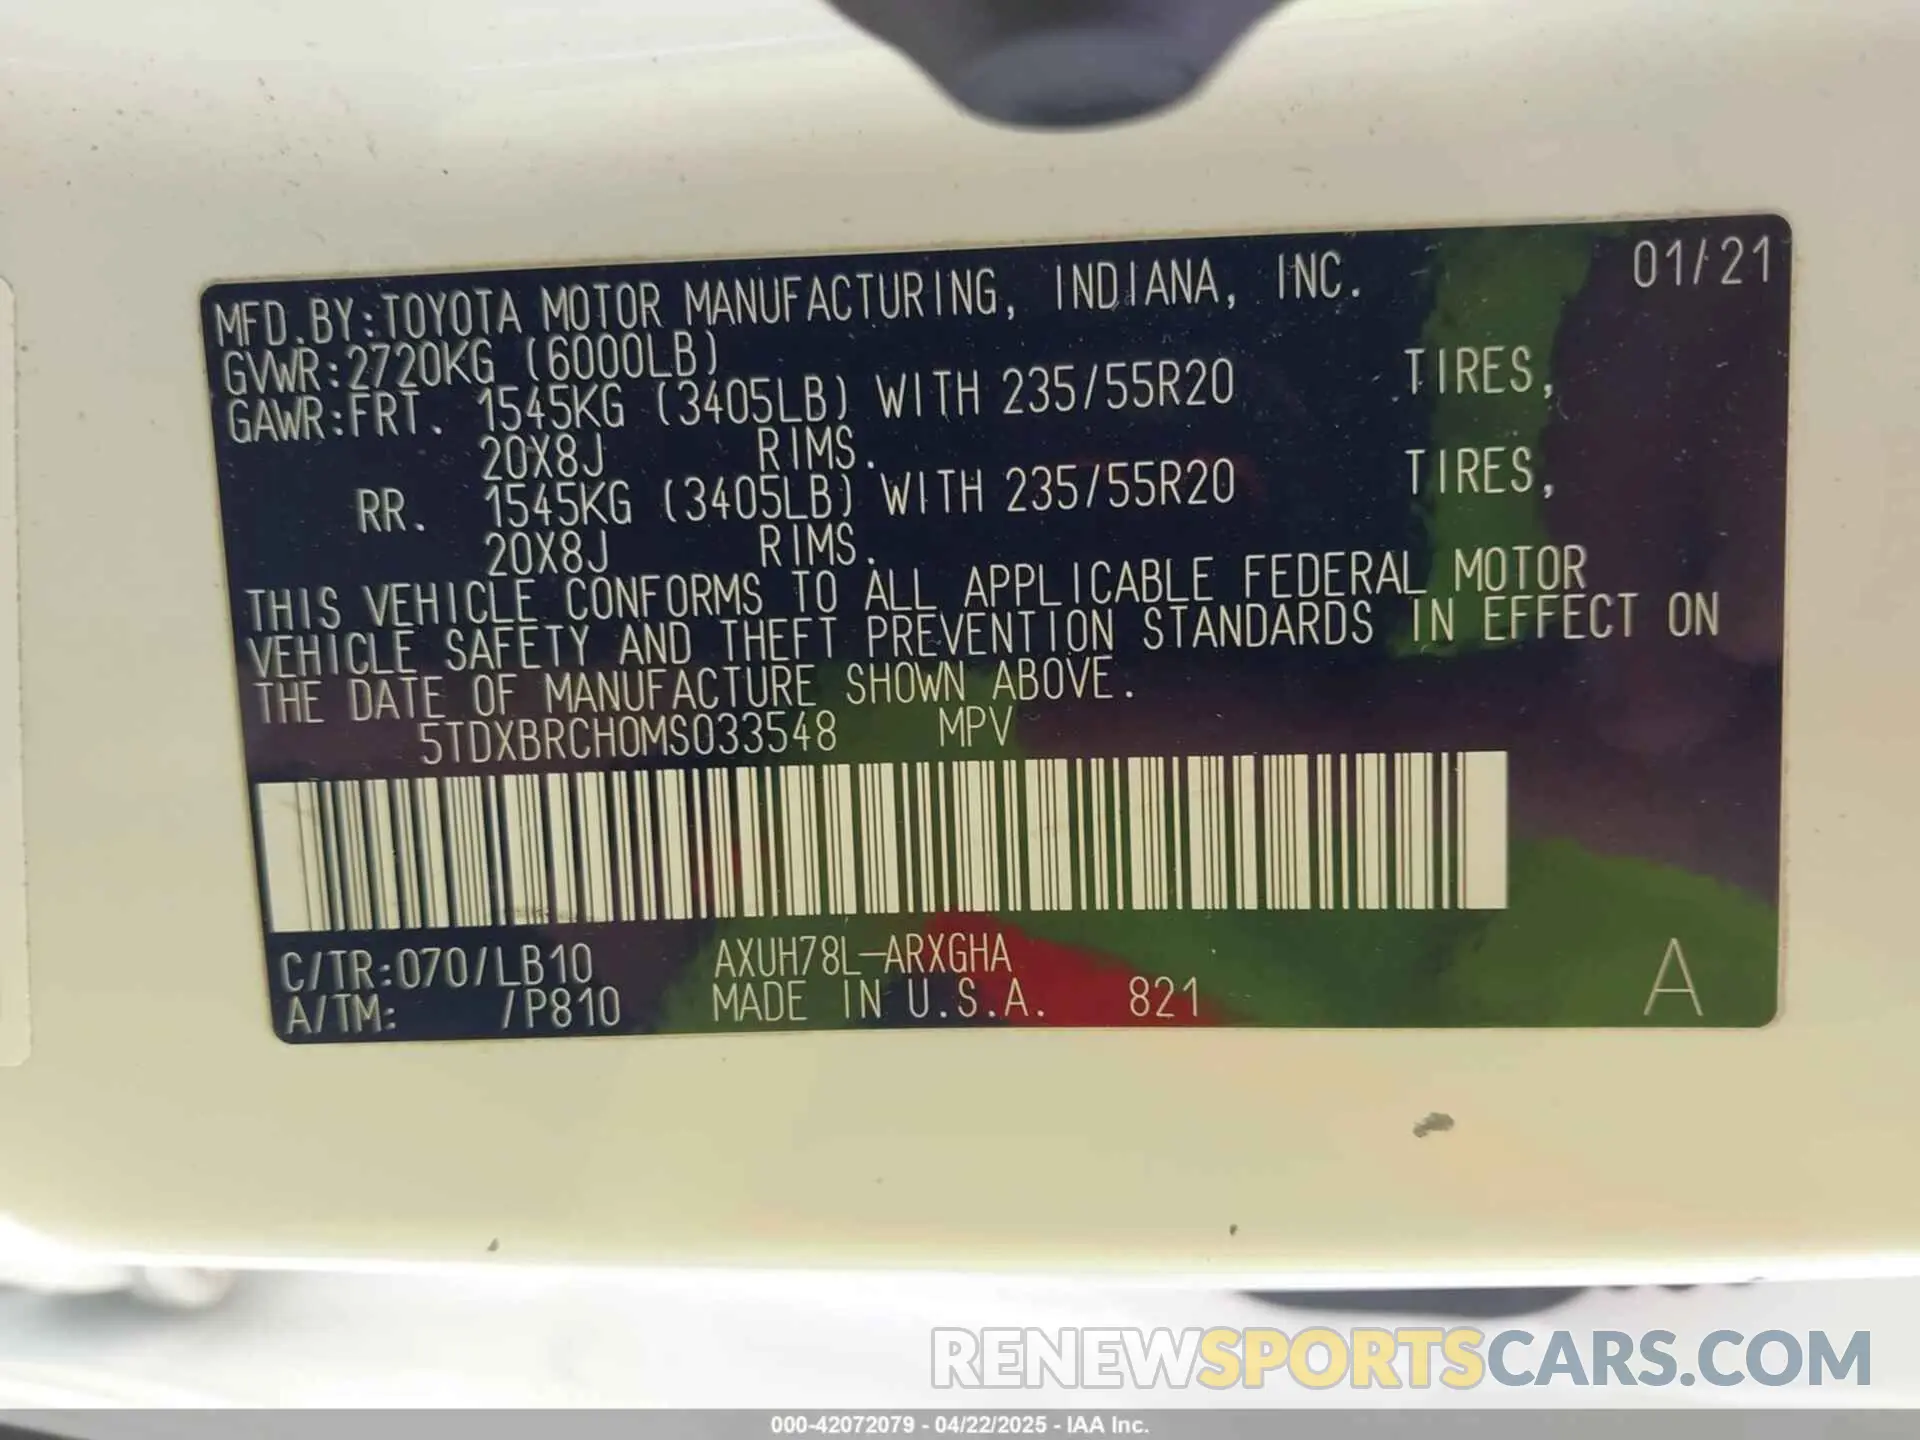 MFD.BY:TOYOTA MOTOR MANUFACTURING, INDIANA, INC. 01/21
GVWR:2720KG (6000LB)
GAWR:FRT. 1545KG (3405LB) WITH 235/55R20 TIRES,
20X8J RIMS.
RR. 1545KG (3405LB) WITH 235/55R20 TIRES,
20X8J RIMS.
THIS VEHICLE CONFORMS TO ALL APPLICABLE FEDERAL MOTOR
VEHICLE SAFETY AND THEFT PREVENTION STANDARDS IN EFFECT ON
THE DATE OF MANUFACTURE SHOWN ABOVE.
5TDXBRCH0MS033548 MPV
C/TR:070/LB10 AXUH78L-ARXGHA
A/TM: /P810 MADE IN U.S.A. 821 A
RENEWSPORTSCARS.COM
000-42072079 - 04/22/2025 - IAA Inc.